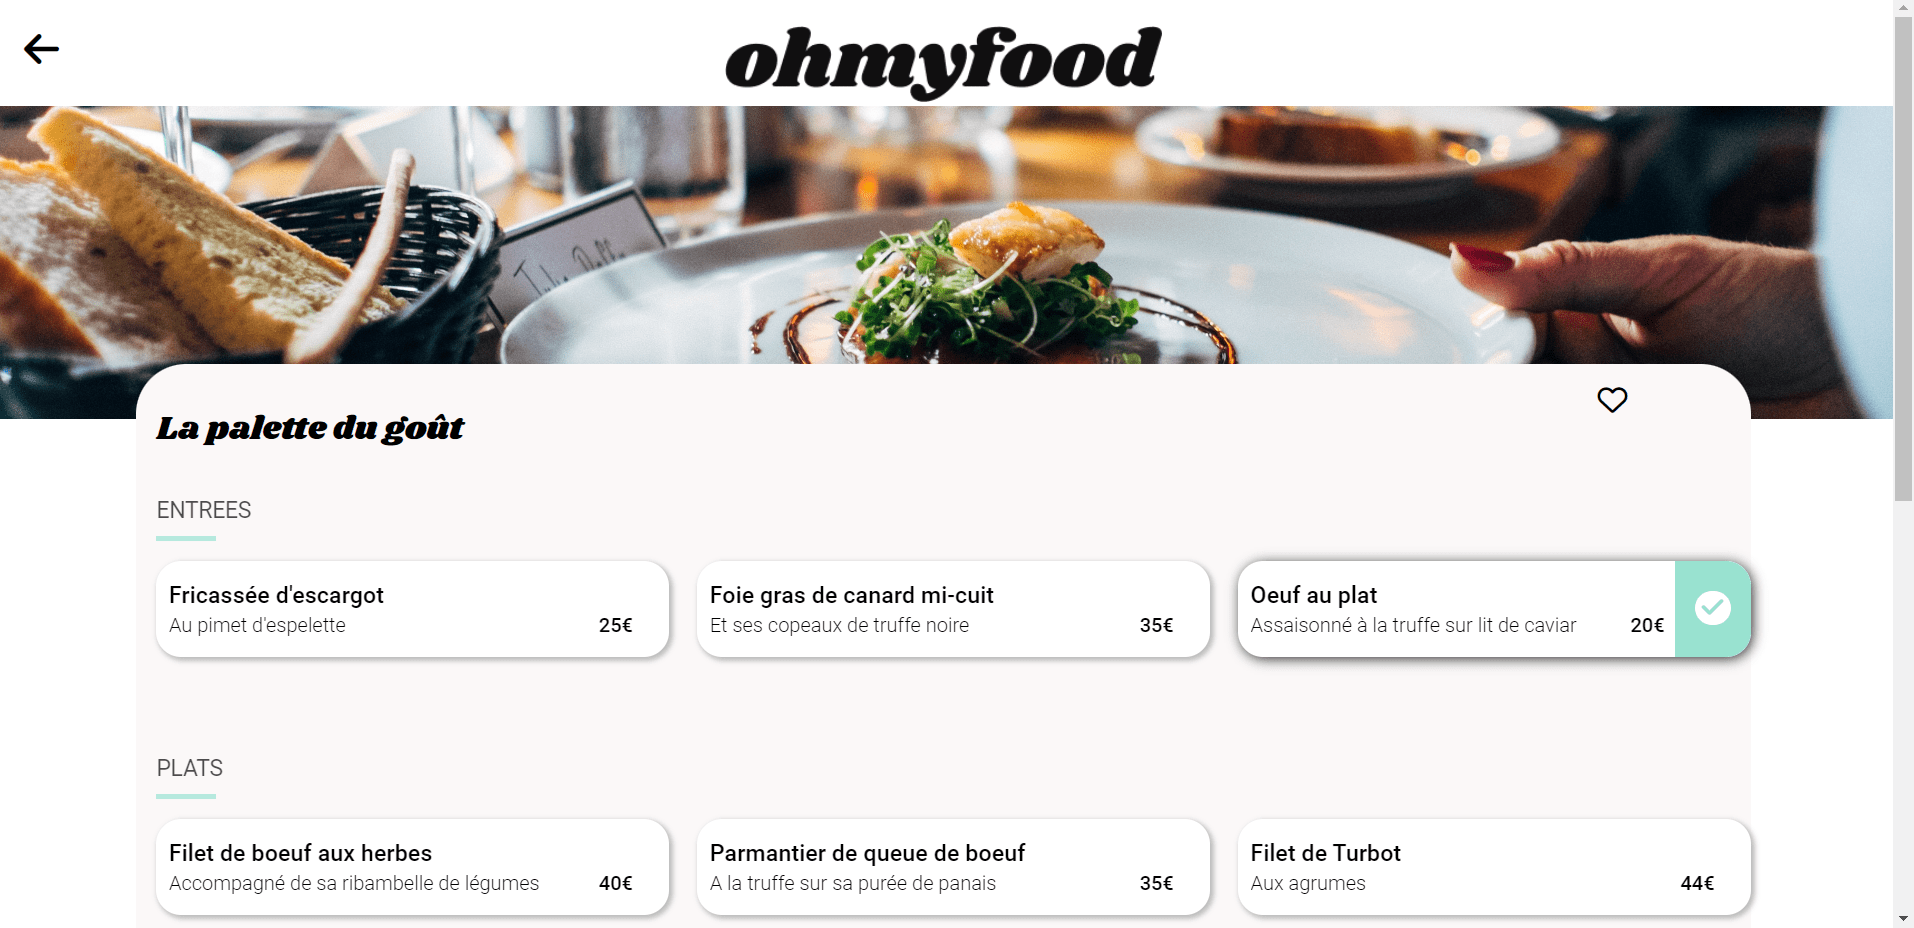 ohmyfood
La palette du goût
ENTREES
Fricassée d'escargot
Au pimet d'espelette 25€
Foie gras de canard mi-cuit
Et ses copeaux de truffe noire 35€
Oeuf au plat
Assaisonné à la truffe sur lit de caviar 20€
PLATS
Filet de boeuf aux herbes
Accompagné de sa ribambelle de légumes 40€
Parmantier de queue de boeuf
A la truffe sur sa purée de panais 35€
Filet de Turbot
Aux agrumes 44€